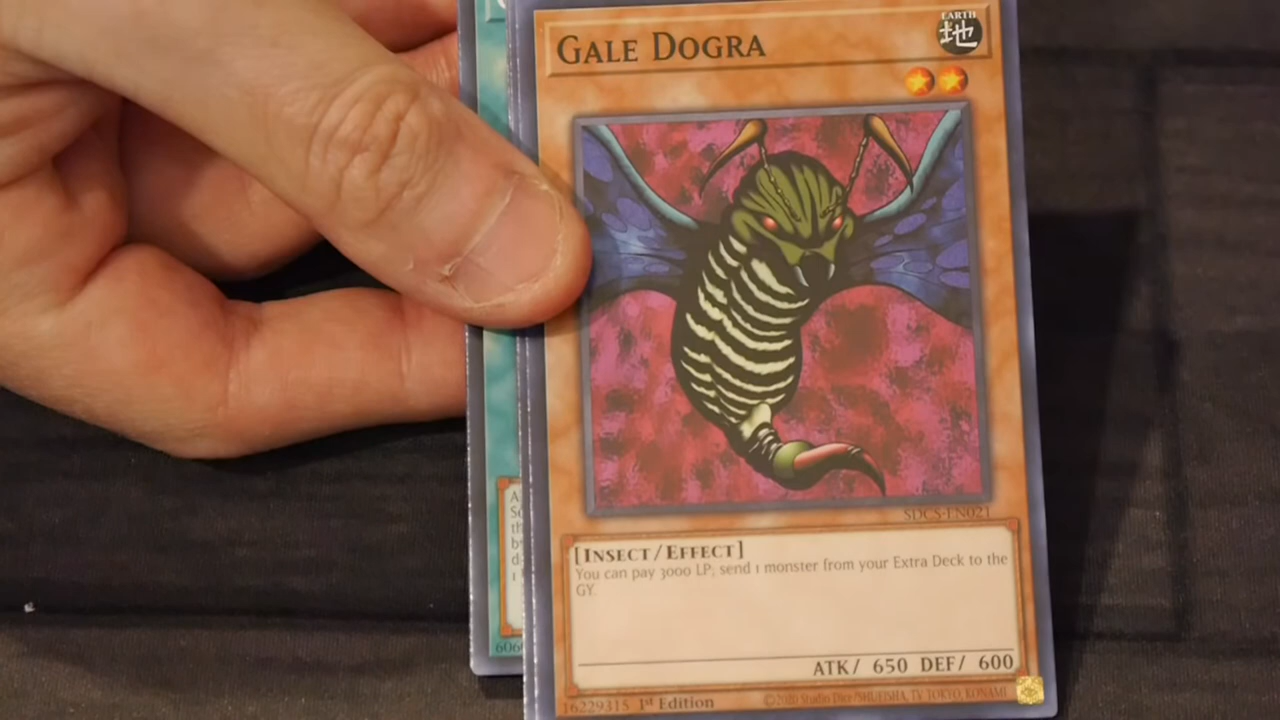 GALE DOGRA
EARTH
地
SDCS-EN021
[INSECT/EFFECT]
You can pay 3000 LP; send 1 monster from your Extra Deck to the
GY.
ATK/ 650 DEF/ 600
16229315 1st Edition
©2020 Studio Dice/SHUEISHA, TV TOKYO, KONAMI